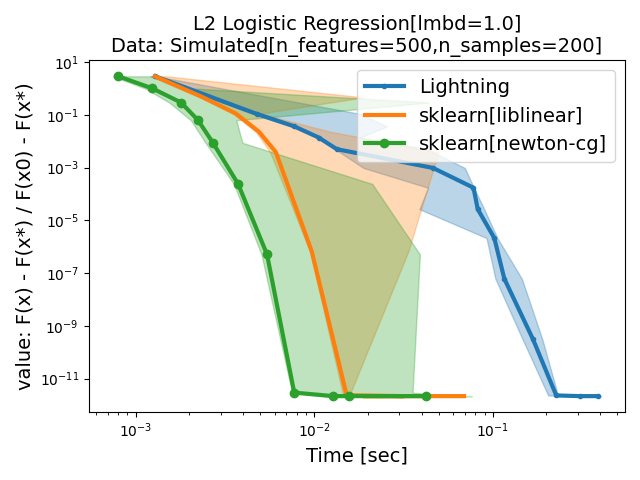 L2 Logistic Regression[lmbd=1.0]
Data: Simulated[n_features=500,n_samples=200]
value: F(x) - F(x*) / F(x0) - F(x*)
10¹
10⁻¹
10⁻³
10⁻⁵
10⁻⁷
10⁻⁹
10⁻¹¹
Lightning
sklearn[liblinear]
sklearn[newton-cg]
10⁻³
10⁻²
10⁻¹
Time [sec]